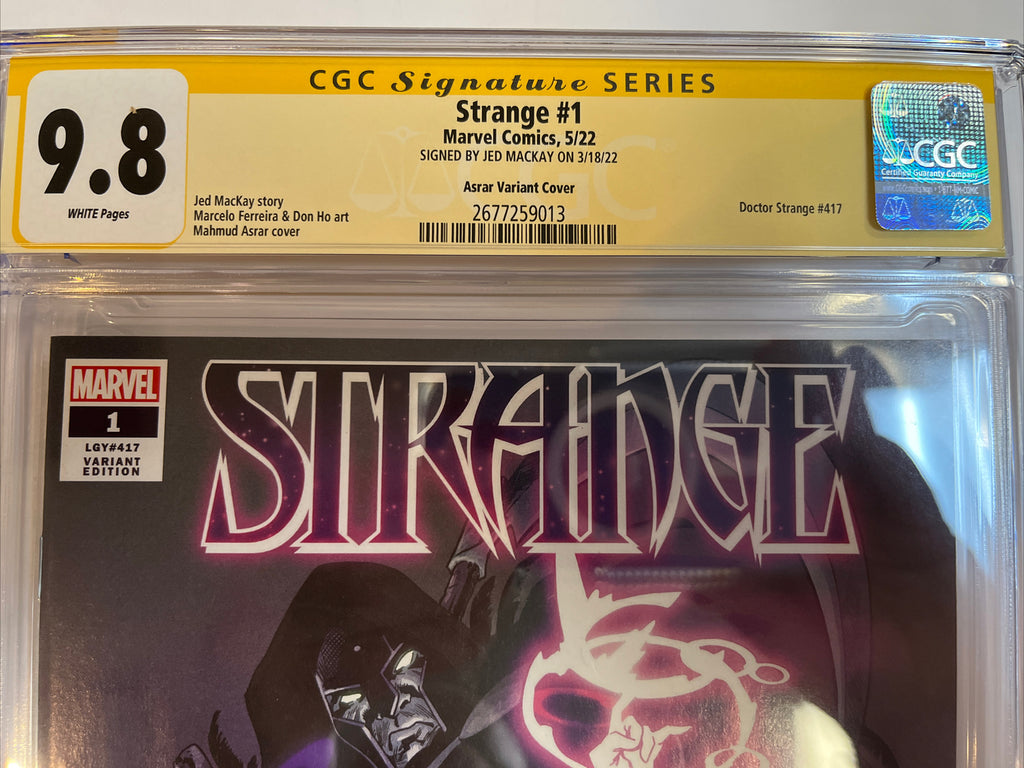 CGC Signature SERIES
9.8
WHITE Pages
Strange #1
Marvel Comics, 5/22
SIGNED BY JED MACKAY ON 3/18/22
Asrar Variant Cover
2677259013
Jed MacKay story
Marcelo Ferreira & Don Ho art
Mahmud Asrar cover
Doctor Strange #417
CGC
Certified Guaranty Company
MARVEL
1
LGY#417
VARIANT
EDITION
STRANGE